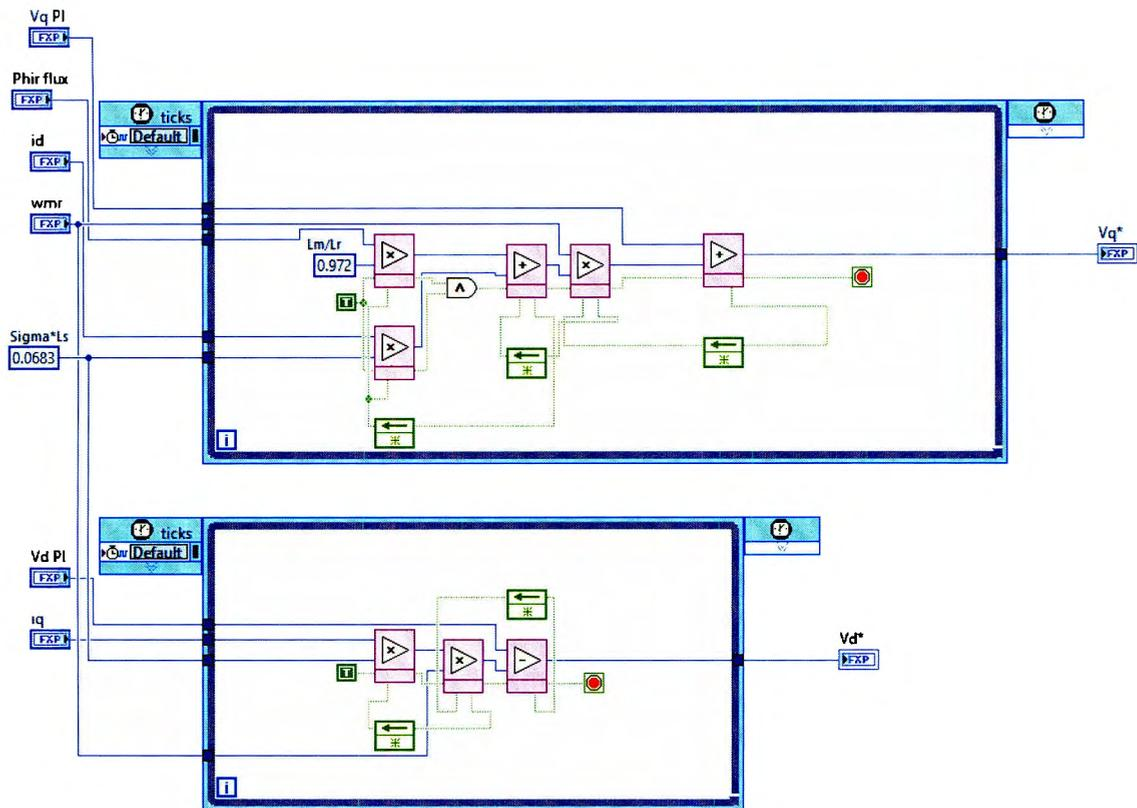 Vq PI
FXP
Phir flux
FXP
ticks
Default
id
FXP
wmr
FXP
Lm/Lr
0.972
T
Vq*
FXP
Sigma*Ls
0.0683
i
ticks
Default
Vd PI
FXP
iq
FXP
T
Vd*
FXP
i